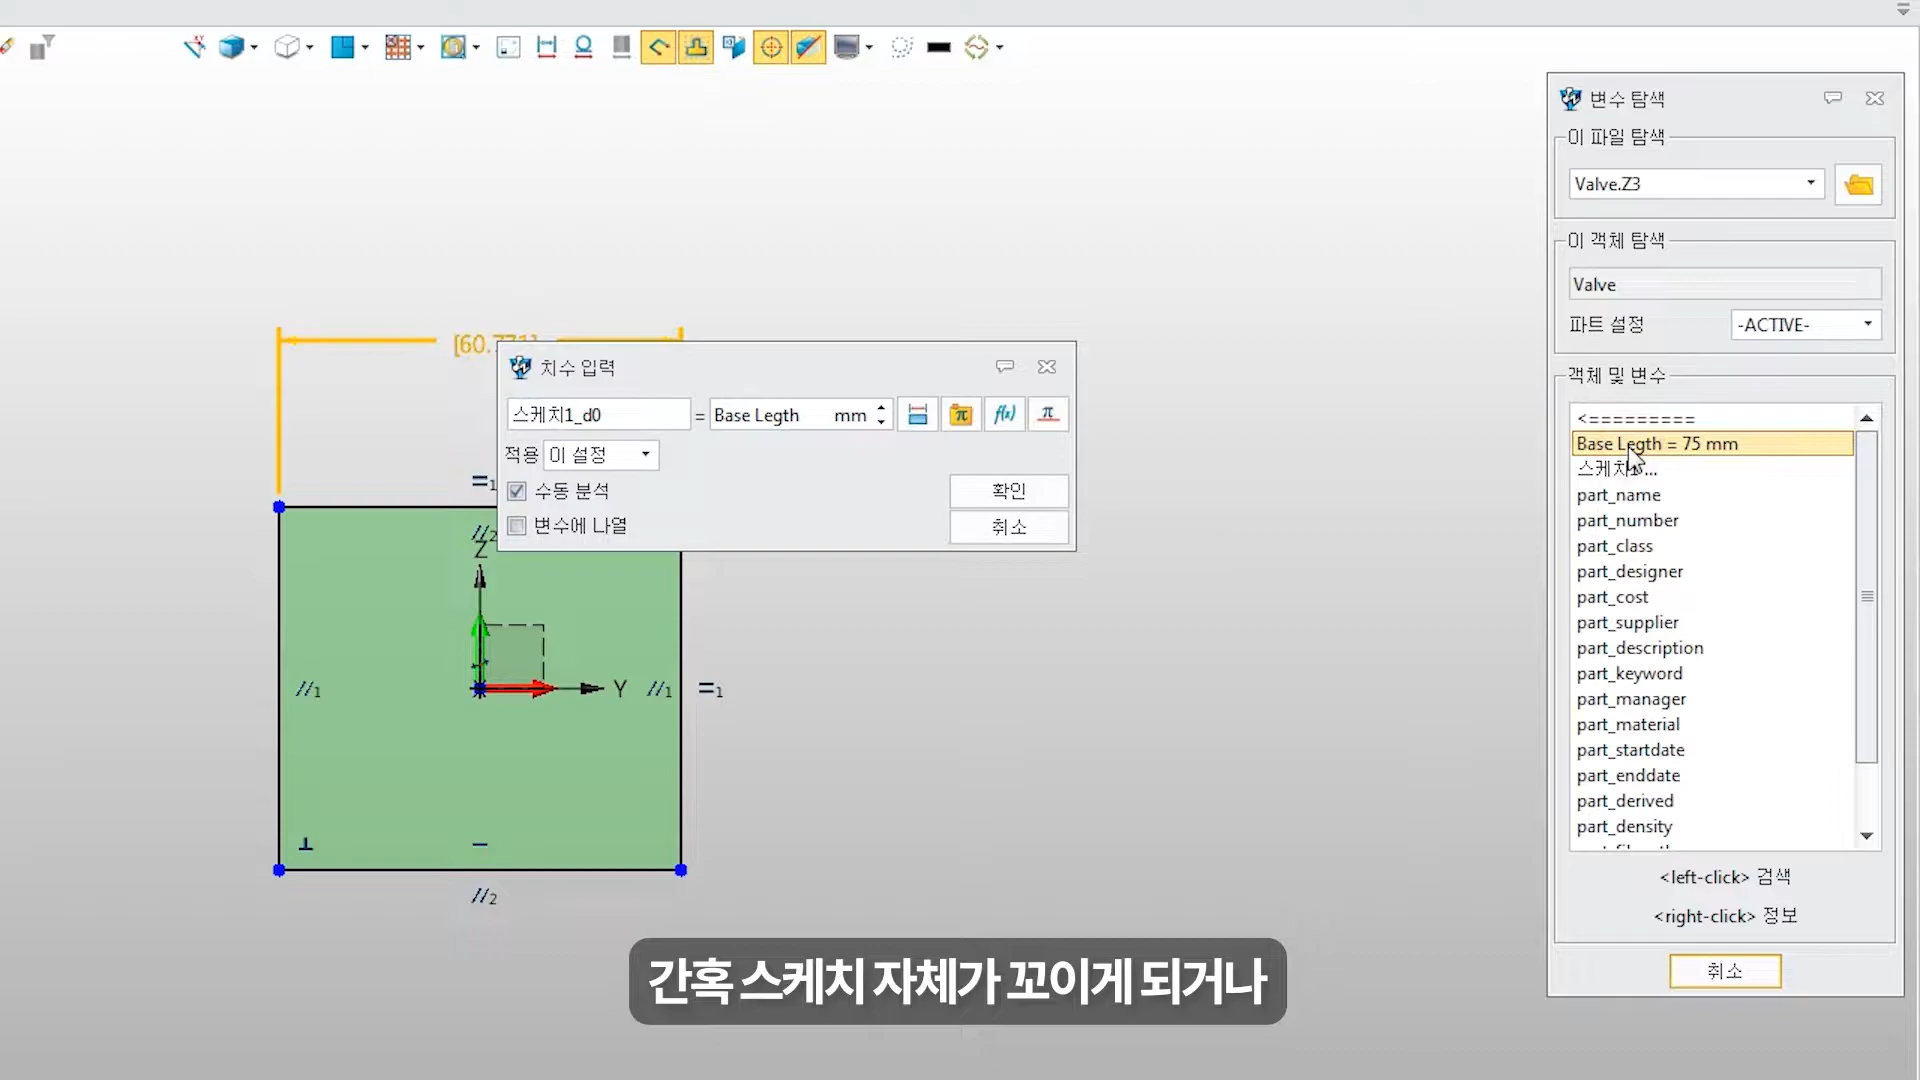 변수 탐색
이 파일 탐색
Valve.Z3
이 객체 탐색
Valve
파트 설정
-ACTIVE-
객체 및 변수
<=========
Base Legth = 75 mm
스케치1...
part_name
part_number
part_class
part_designer
part_cost
part_supplier
part_description
part_keyword
part_manager
part_material
part_startdate
part_enddate
part_derived
part_density
<left-click> 검색
<right-click> 정보
취소
치수 입력
스케치1_d0 = Base Legth mm
적용 이 설정
수동 분석
확인
변수에 나열
취소
=1
//2
Z
//1
Y
//1
=1
//2
간혹 스케치 자체가 꼬이게 되거나